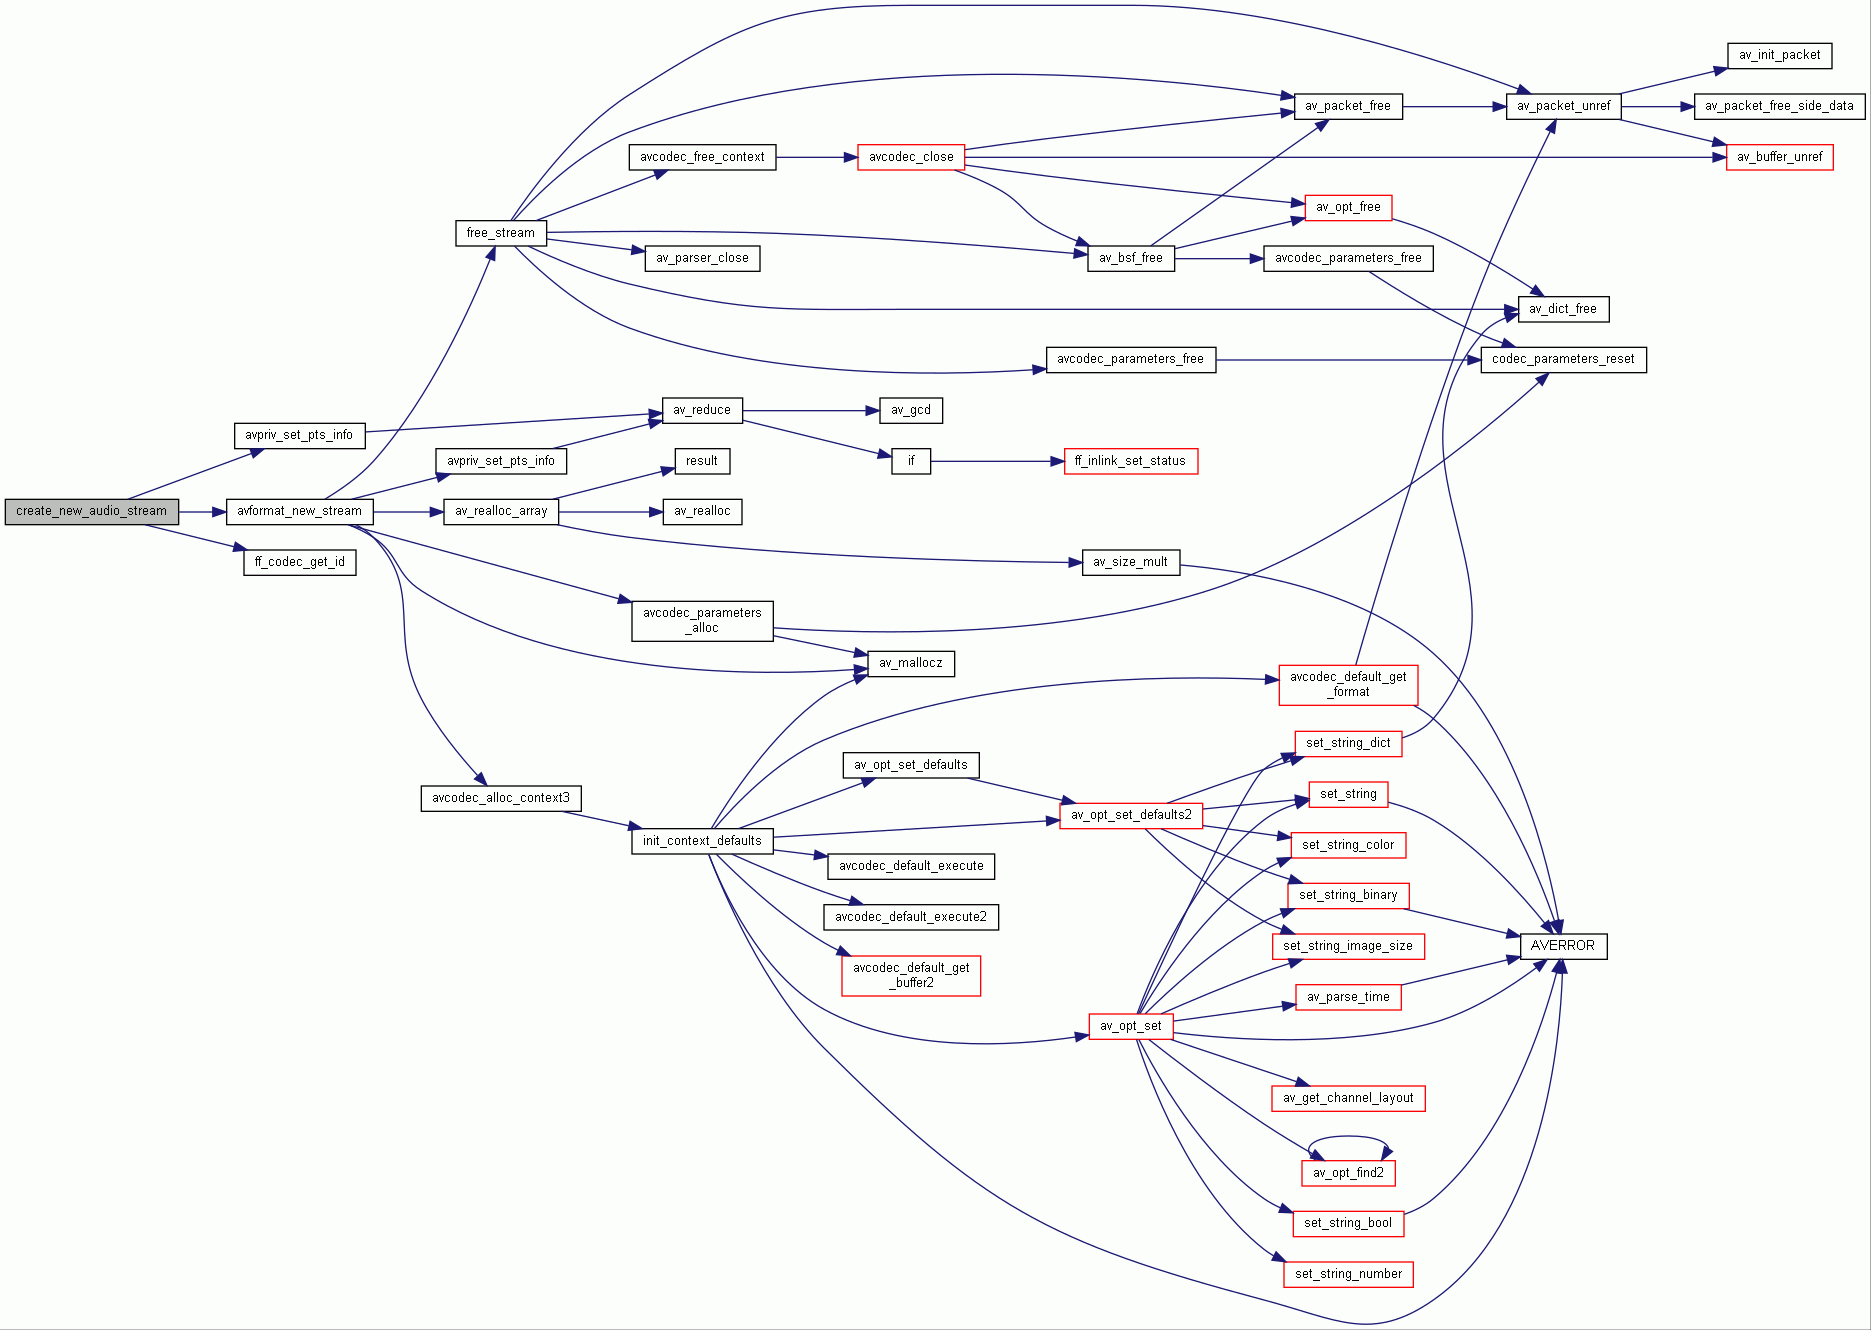 av_init_packet
av_packet_free
av_packet_unref
av_packet_free_side_data
avcodec_free_context
avcodec_close
av_buffer_unref
av_opt_free
free_stream
av_parser_close
av_bsf_free
avcodec_parameters_free
av_dict_free
avcodec_parameters_free
codec_parameters_reset
av_reduce
av_gcd
avpriv_set_pts_info
avpriv_set_pts_info
result
if
ff_inlink_set_status
create_new_audio_stream
avformat_new_stream
av_realloc_array
av_realloc
ff_codec_get_id
av_size_mult
avcodec_parameters
_alloc
av_mallocz
avcodec_default_get
_format
set_string_dict
av_opt_set_defaults
avcodec_alloc_context3
set_string
av_opt_set_defaults2
init_context_defaults
set_string_color
avcodec_default_execute
set_string_binary
avcodec_default_execute2
set_string_image_size
AVERROR
avcodec_default_get
_buffer2
av_parse_time
av_opt_set
av_get_channel_layout
av_opt_find2
set_string_bool
set_string_number